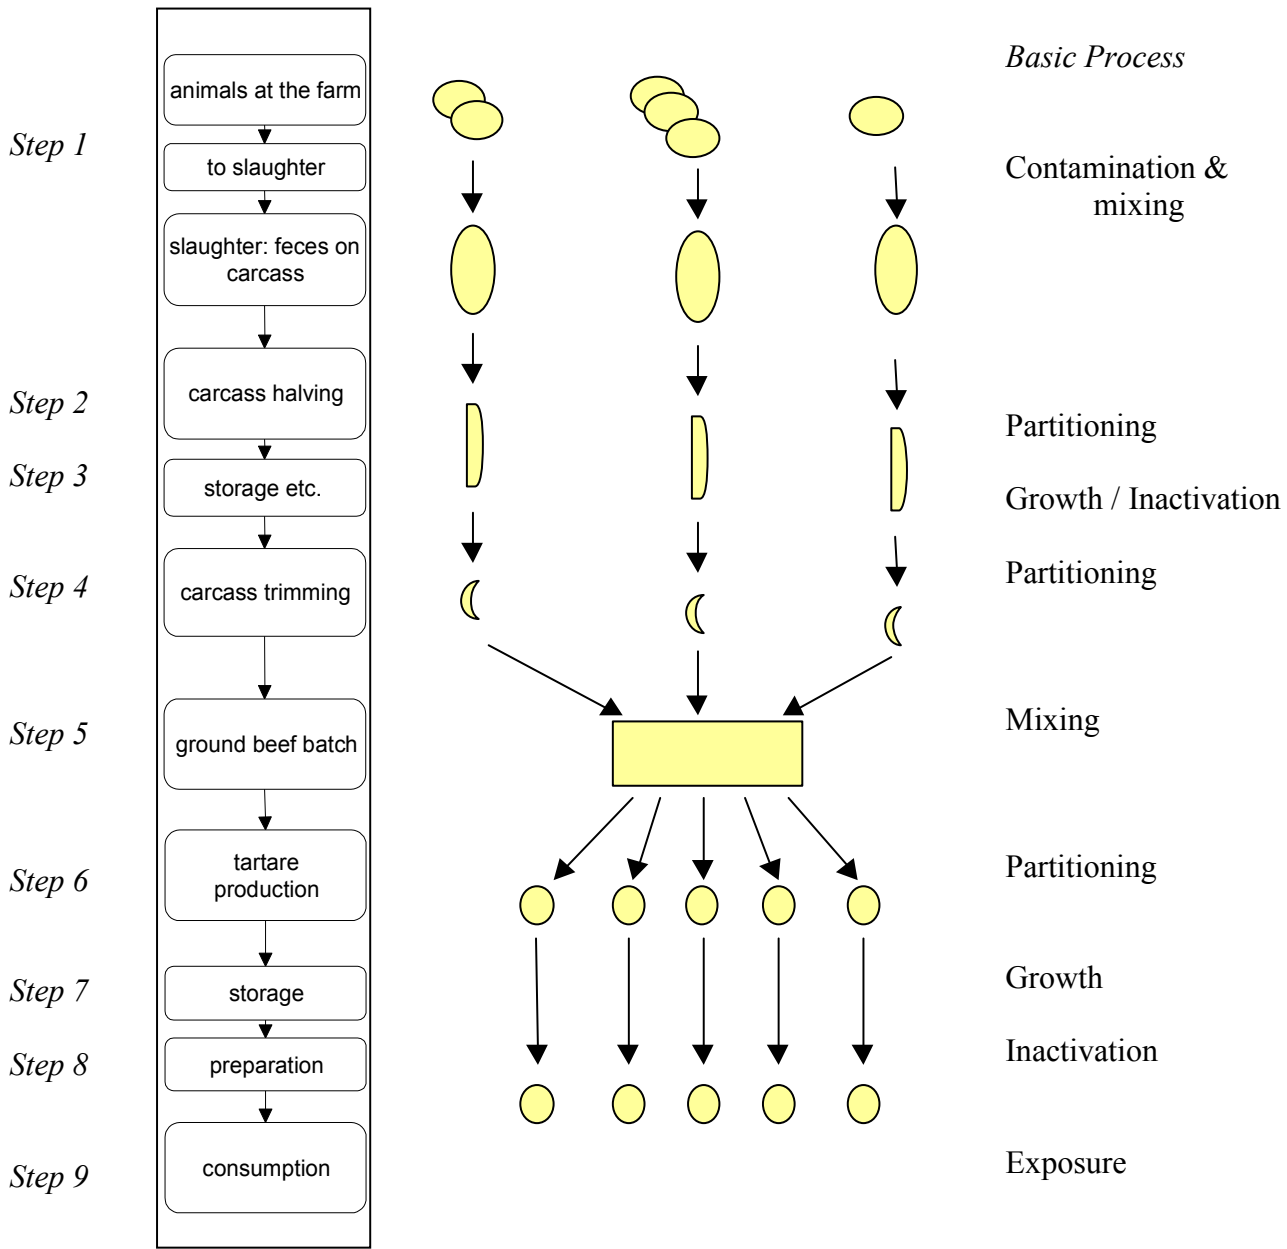 Basic Process
animals at the farm
Step 1
to slaughter
Contamination &
mixing
slaughter: feces on
carcass
Step 2
carcass halving
Partitioning
Step 3
storage etc.
Growth / Inactivation
Step 4
carcass trimming
Partitioning
Step 5
ground beef batch
Mixing
Step 6
tartare
production
Partitioning
Step 7
storage
Growth
Step 8
preparation
Inactivation
Step 9
consumption
Exposure